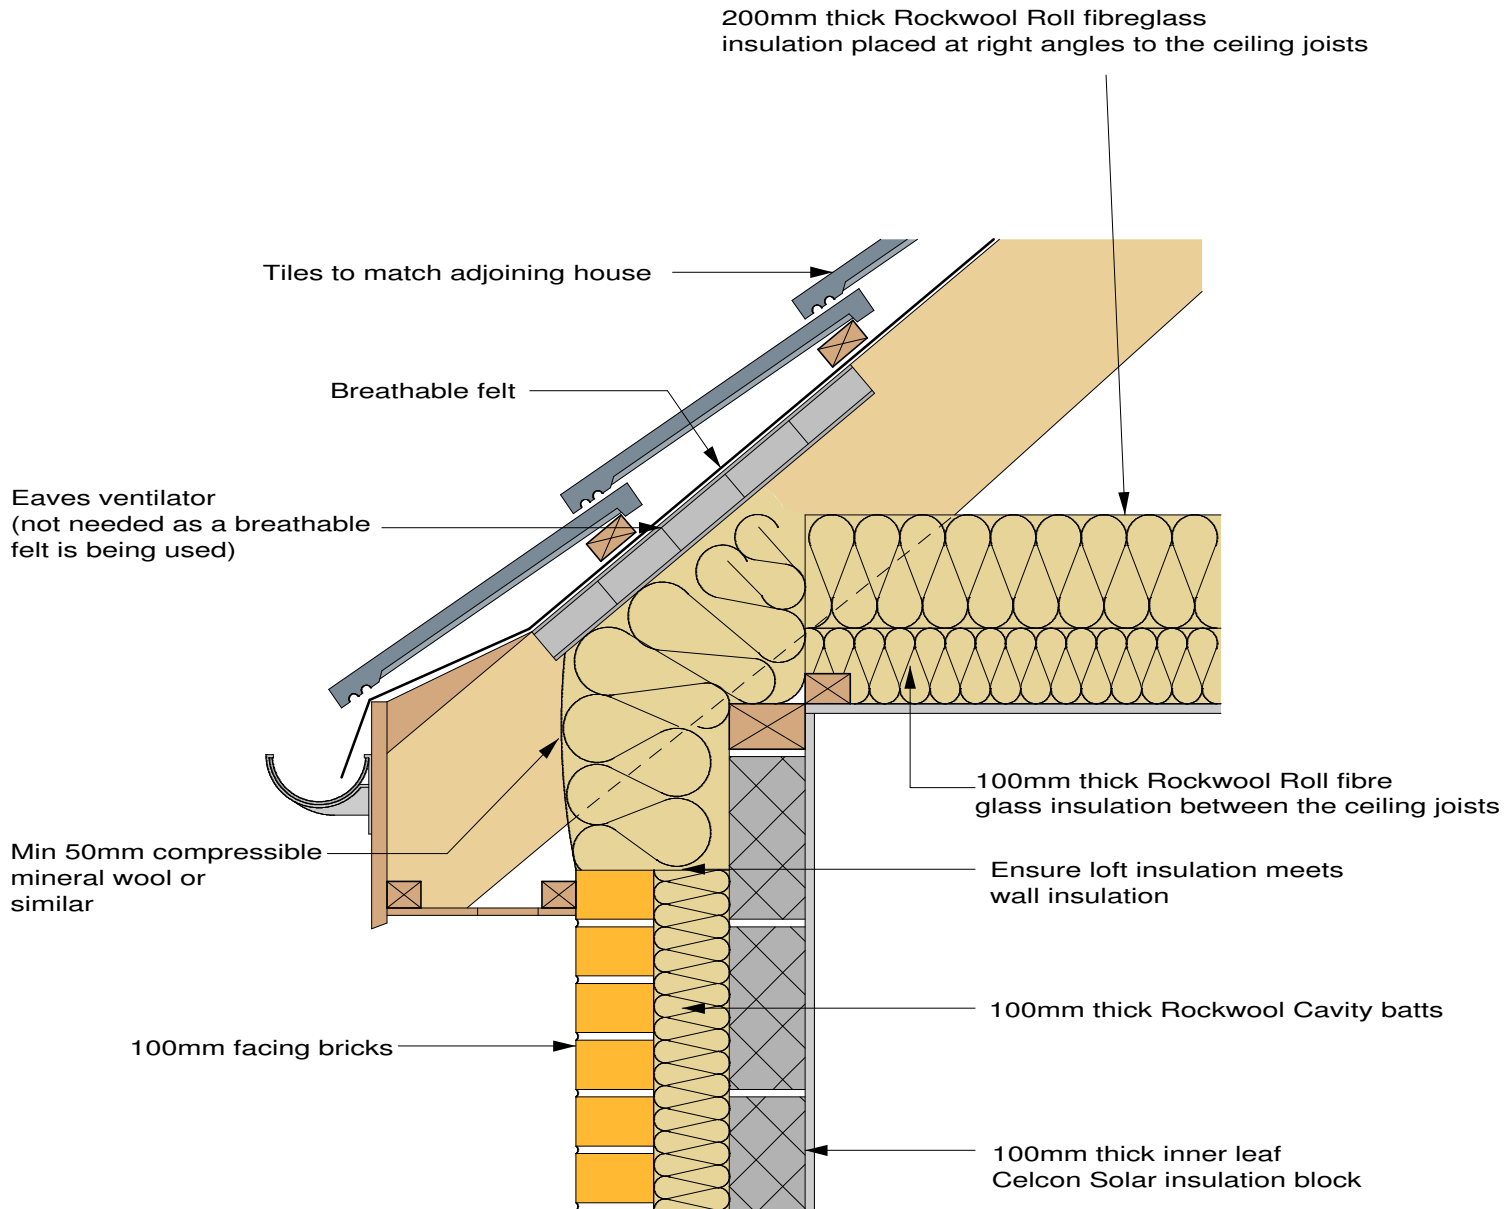 200mm thick Rockwool Roll fibreglass
insulation placed at right angles to the ceiling joists
Tiles to match adjoining house
Breathable felt
Eaves ventilator
(not needed as a breathable
felt is being used)
100mm thick Rockwool Roll fibre
glass insulation between the ceiling joists
Min 50mm compressible
mineral wool or
similar
Ensure loft insulation meets
wall insulation
100mm thick Rockwool Cavity batts
100mm facing bricks
100mm thick inner leaf
Celcon Solar insulation block